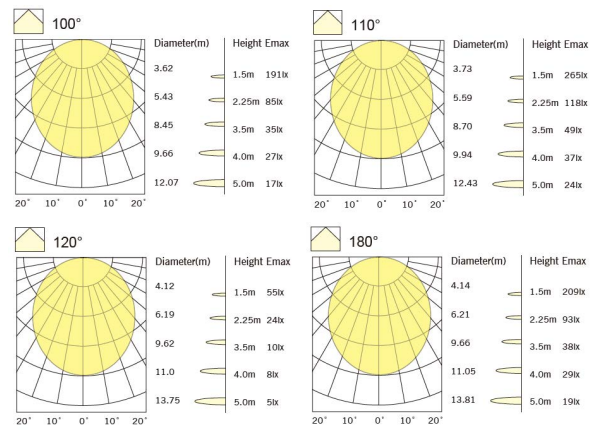 100°
Diameter(m) Height Emax
3.62 1.5m 191lx
5.43 2.25m 85lx
8.45 3.5m 35lx
9.66 4.0m 27lx
12.07 5.0m 17lx
20° 10° 0° 10° 20°
110°
Diameter(m) Height Emax
3.73 1.5m 265lx
5.59 2.25m 118lx
8.70 3.5m 49lx
9.94 4.0m 37lx
12.43 5.0m 24lx
20° 10° 0° 10° 20°
120°
Diameter(m) Height Emax
4.12 1.5m 55lx
6.19 2.25m 24lx
9.62 3.5m 10lx
11.0 4.0m 8lx
13.75 5.0m 5lx
20° 10° 0° 10° 20°
180°
Diameter(m) Height Emax
4.14 1.5m 209lx
6.21 2.25m 93lx
9.66 3.5m 38lx
11.05 4.0m 29lx
13.81 5.0m 19lx
20° 10° 0° 10° 20°